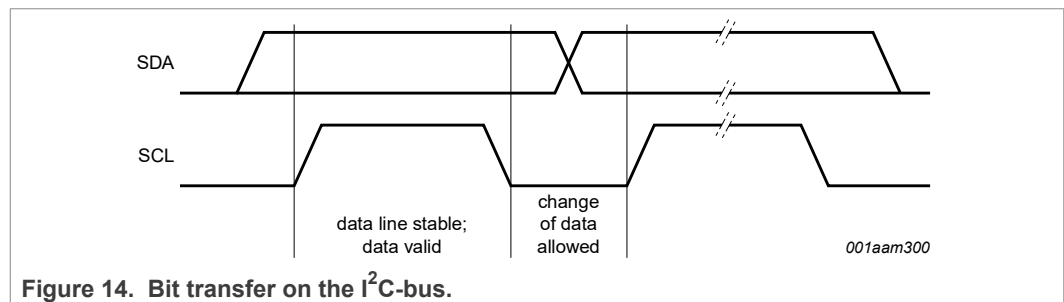 SDA
SCL
data line stable;
data valid
change
of data
allowed
001aam300
Figure 14. Bit transfer on the I²C-bus.